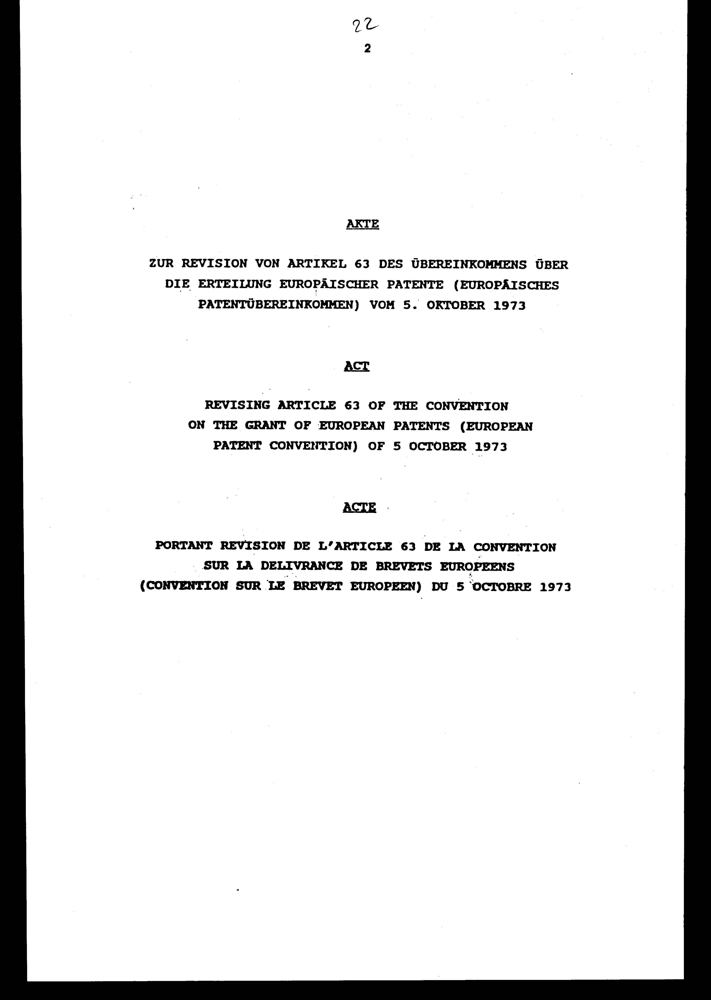 22
2
AKTE
ZUR REVISION VON ARTIKEL 63 DES ÜBEREINKOMMENS ÜBER
DIE ERTEILUNG EUROPÄISCHER PATENTE (EUROPÄISCHES
PATENTÜBEREINKOMMEN) VOM 5. OKTOBER 1973
ACT
REVISING ARTICLE 63 OF THE CONVENTION
ON THE GRANT OF EUROPEAN PATENTS (EUROPEAN
PATENT CONVENTION) OF 5 OCTOBER 1973
ACTE
PORTANT REVISION DE L'ARTICLE 63 DE LA CONVENTION
SUR LA DELIVRANCE DE BREVETS EUROPEENS
(CONVENTION SUR LE BREVET EUROPEEN) DU 5 OCTOBRE 1973